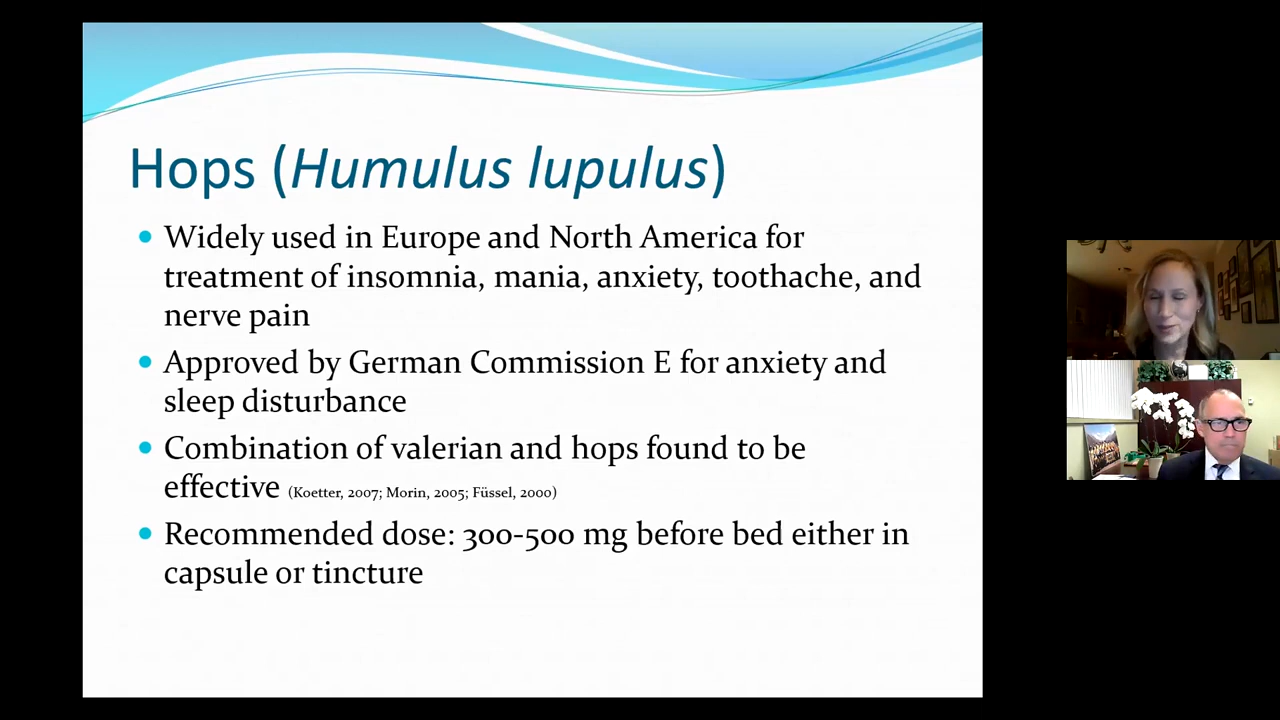 Hops (Humulus lupulus)
• Widely used in Europe and North America for
treatment of insomnia, mania, anxiety, toothache, and
nerve pain
• Approved by German Commission E for anxiety and
sleep disturbance
• Combination of valerian and hops found to be
effective (Koetter, 2007; Morin, 2005; Füssel, 2000)
• Recommended dose: 300-500 mg before bed either in
capsule or tincture